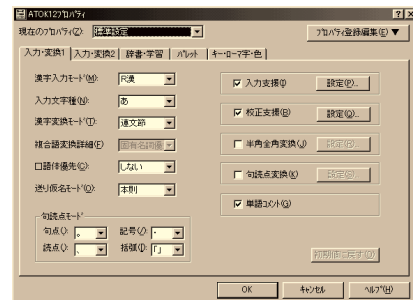 ATOK12プロパティ
現在のプロパティ(Z): 標準設定
プロパティ登録編集(E) ▼
入力・変換1 入力・変換2 辞書・学習 パレット キー・ローマ字・色
漢字入力モード(M): R漢
入力文字種(N): あ
漢字変換モード(T): 連文節
複合語変換詳細(F) 固有名詞優
口語体優先(C): しない
送り仮名モード(O): 本則
句読点モード
句点(): 。 記号(/): ・
読点(): 、 括弧(I): 「」
入力支援(I) 設定(P)..
校正支援(R) 設定(Q)..
半角全角変換(J)
句読点変換(K)
単語コメント(G)
初期値に戻す(D)
OK キャンセル ヘルプ(H)